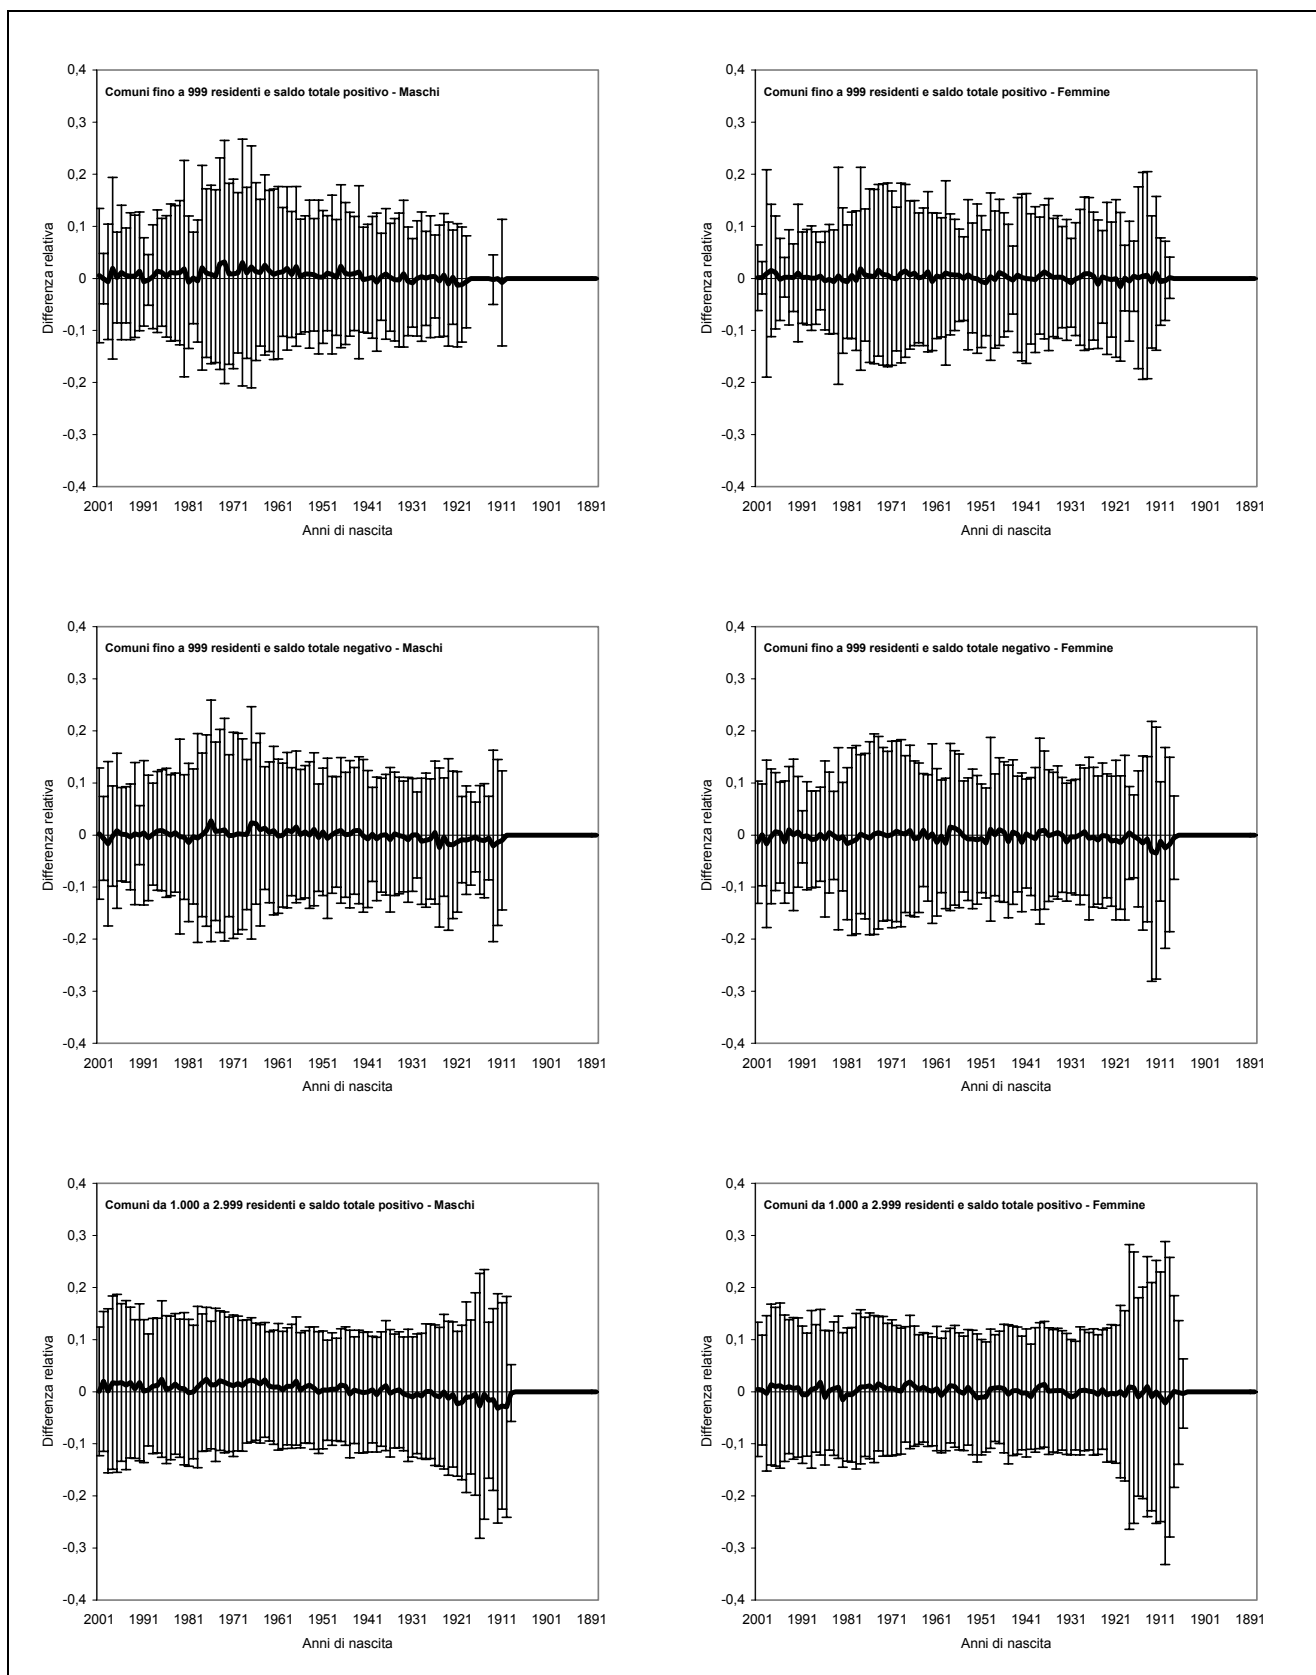 Comuni fino a 999 residenti e saldo totale positivo - Maschi
Differenza relativa
0,4
0,3
0,2
0,1
0
-0,1
-0,2
-0,3
-0,4
2001 1991 1981 1971 1961 1951 1941 1931 1921 1911 1901 1891
Anni di nascita
Comuni fino a 999 residenti e saldo totale positivo - Femmine
Differenza relativa
0,4
0,3
0,2
0,1
0
-0,1
-0,2
-0,3
-0,4
2001 1991 1981 1971 1961 1951 1941 1931 1921 1911 1901 1891
Anni di nascita
Comuni fino a 999 residenti e saldo totale negativo - Maschi
Differenza relativa
0,4
0,3
0,2
0,1
0
-0,1
-0,2
-0,3
-0,4
2001 1991 1981 1971 1961 1951 1941 1931 1921 1911 1901 1891
Anni di nascita
Comuni fino a 999 residenti e saldo totale negativo - Femmine
Differenza relativa
0,4
0,3
0,2
0,1
0
-0,1
-0,2
-0,3
-0,4
2001 1991 1981 1971 1961 1951 1941 1931 1921 1911 1901 1891
Anni di nascita
Comuni da 1.000 a 2.999 residenti e saldo totale positivo - Maschi
Differenza relativa
0,4
0,3
0,2
0,1
0
-0,1
-0,2
-0,3
-0,4
2001 1991 1981 1971 1961 1951 1941 1931 1921 1911 1901 1891
Anni di nascita
Comuni da 1.000 a 2.999 residenti e saldo totale positivo - Femmine
Differenza relativa
0,4
0,3
0,2
0,1
0
-0,1
-0,2
-0,3
-0,4
2001 1991 1981 1971 1961 1951 1941 1931 1921 1911 1901 1891
Anni di nascita